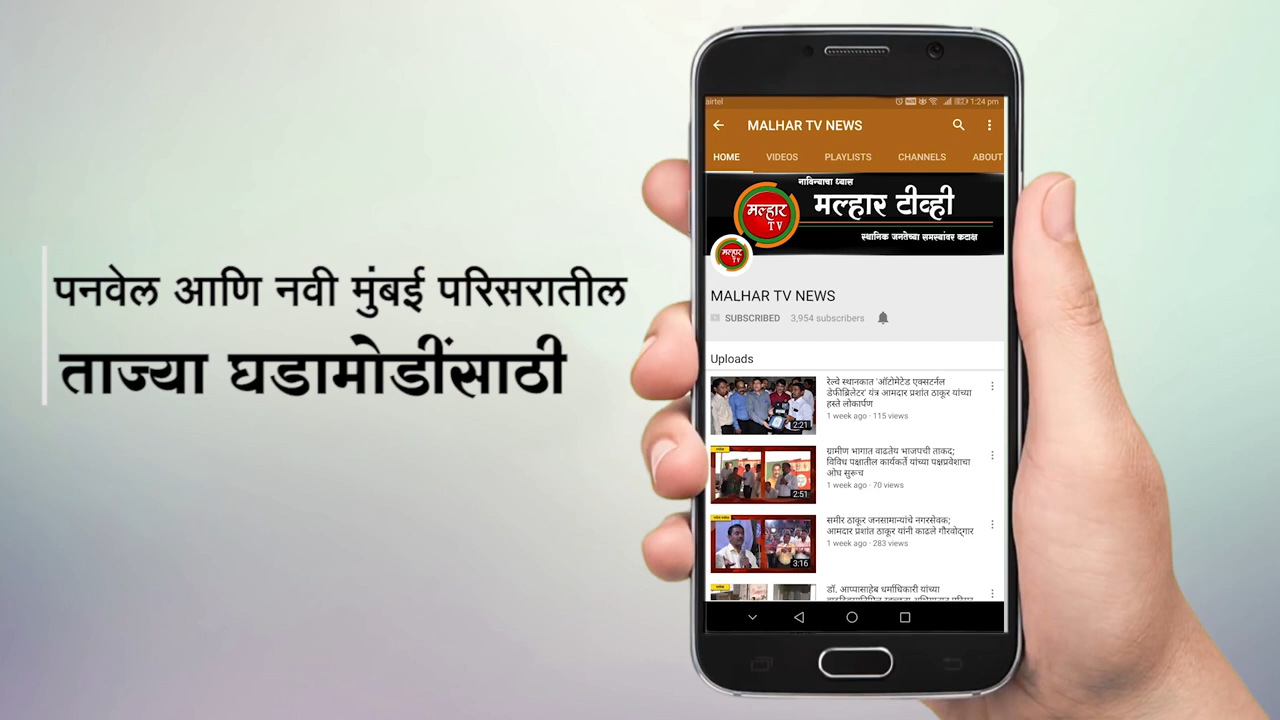 पनवेल आणि नवी मुंबई परिसरातील
ताज्या घडामोडींसाठी
airtel
1:24 pm
MALHAR TV NEWS
HOME VIDEOS PLAYLISTS CHANNELS ABOUT
नाविन्याचा ध्यास
मल्हार टीव्ही
मल्हार
TV
स्थानिक जनतेच्या समस्यांवर कटाक्ष
मल्हार
TV
MALHAR TV NEWS
SUBSCRIBED 3,954 subscribers
Uploads
रेल्वे स्थानकात 'ऑटोमेटेड एक्सटर्नल
डेफीब्रिलेटर' यंत्र आमदार प्रशांत ठाकूर यांच्या
हस्ते लोकार्पण
1 week ago · 115 views
2:21
ग्रामीण भागात वाढतेय भाजपची ताकद;
विविध पक्षातील कार्यकर्ते यांच्या पक्षप्रवेशाचा
ओघ सुरूच
1 week ago · 70 views
2:51
समीर ठाकूर जनसामान्यांचे नगरसेवक;
आमदार प्रशांत ठाकूर यांनी काढले गौरवोद्गार
1 week ago · 283 views
3:16
डॉ. आप्पासाहेब धर्माधिकारी यांच्या